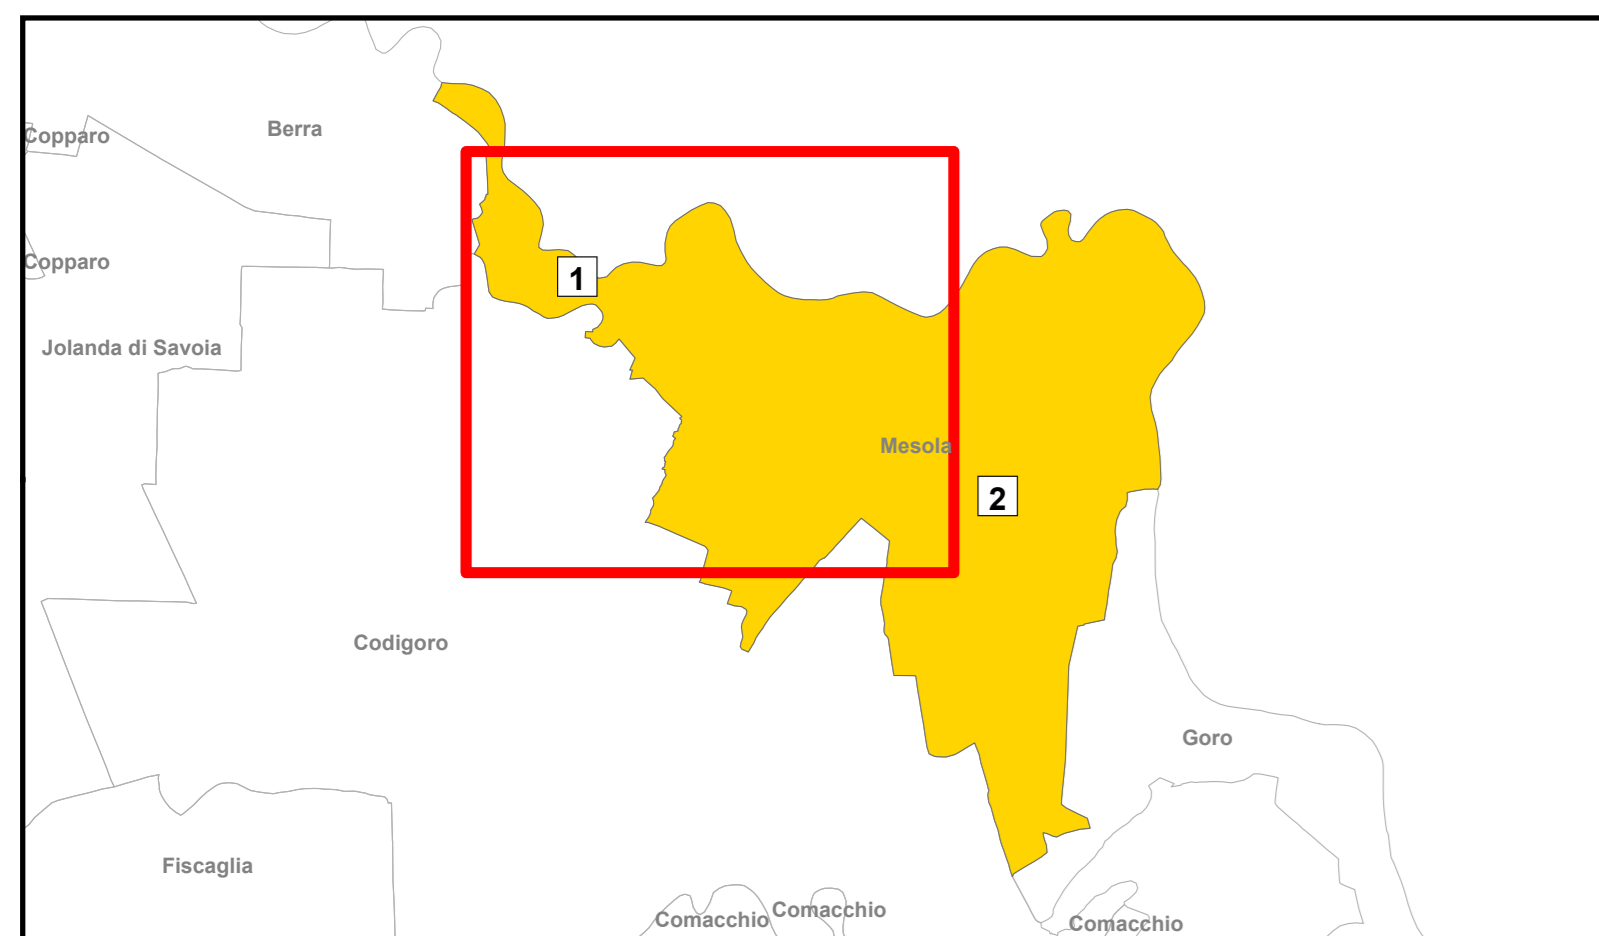 Berra
Copparo
Copparo
1
Jolanda di Savoia
Mesola
2
Codigoro
Goro
Fiscaglia
Comacchio
Comacchio
Comacchio